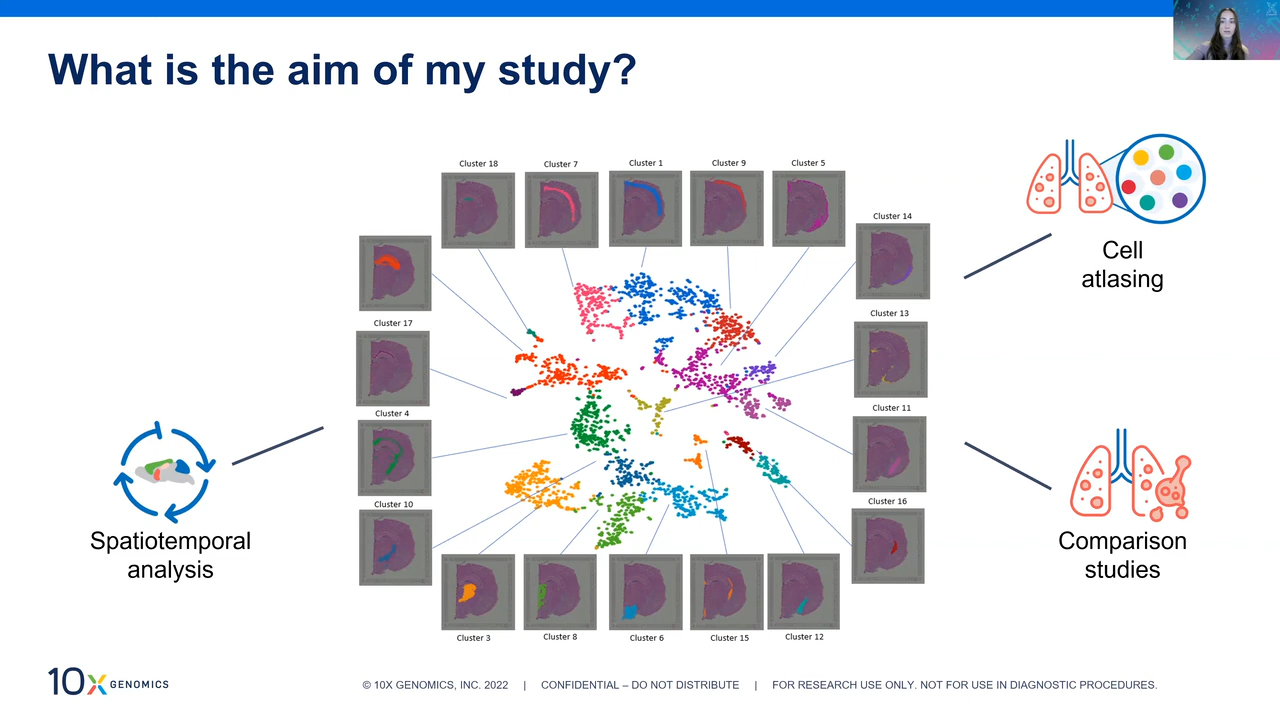 What is the aim of my study?
Cluster 18
Cluster 7
Cluster 1
Cluster 9
Cluster 5
Cluster 14
Cluster 17
Cluster 13
Cluster 4
Cluster 11
Cluster 10
Cluster 16
Cluster 3
Cluster 8
Cluster 6
Cluster 15
Cluster 12
Spatiotemporal
analysis
Cell
atlasing
Comparison
studies
10X GENOMICS
© 10X GENOMICS, INC. 2022 | CONFIDENTIAL – DO NOT DISTRIBUTE | FOR RESEARCH USE ONLY. NOT FOR USE IN DIAGNOSTIC PROCEDURES.